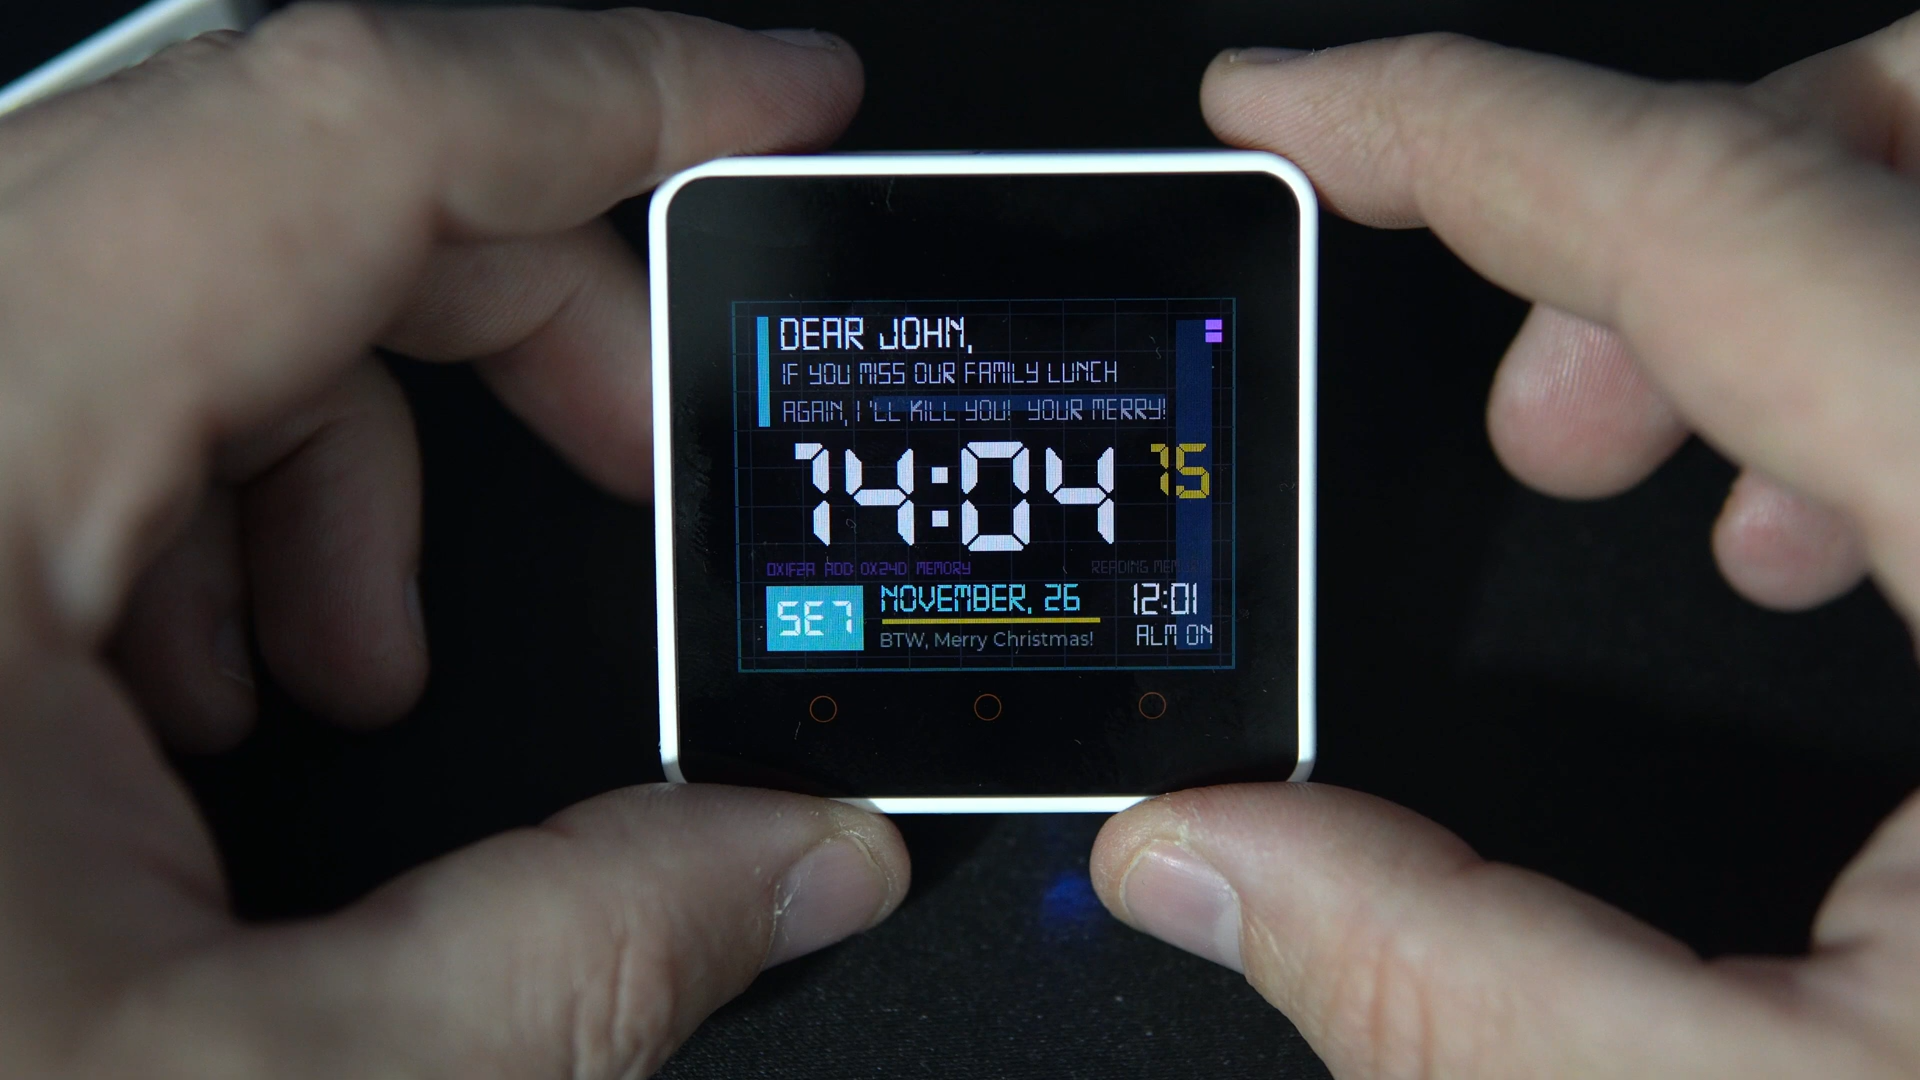 DEAR JOHN,
IF YOU MISS OUR FAMILY LUNCH
AGAIN, I'LL KILL YOU! YOUR MERRY!
14:04 15
0X1F2A ADD 0X24D MEMORY READING
SET NOVEMBER, 26 12:01
BTW, Merry Christmas! ALM ON